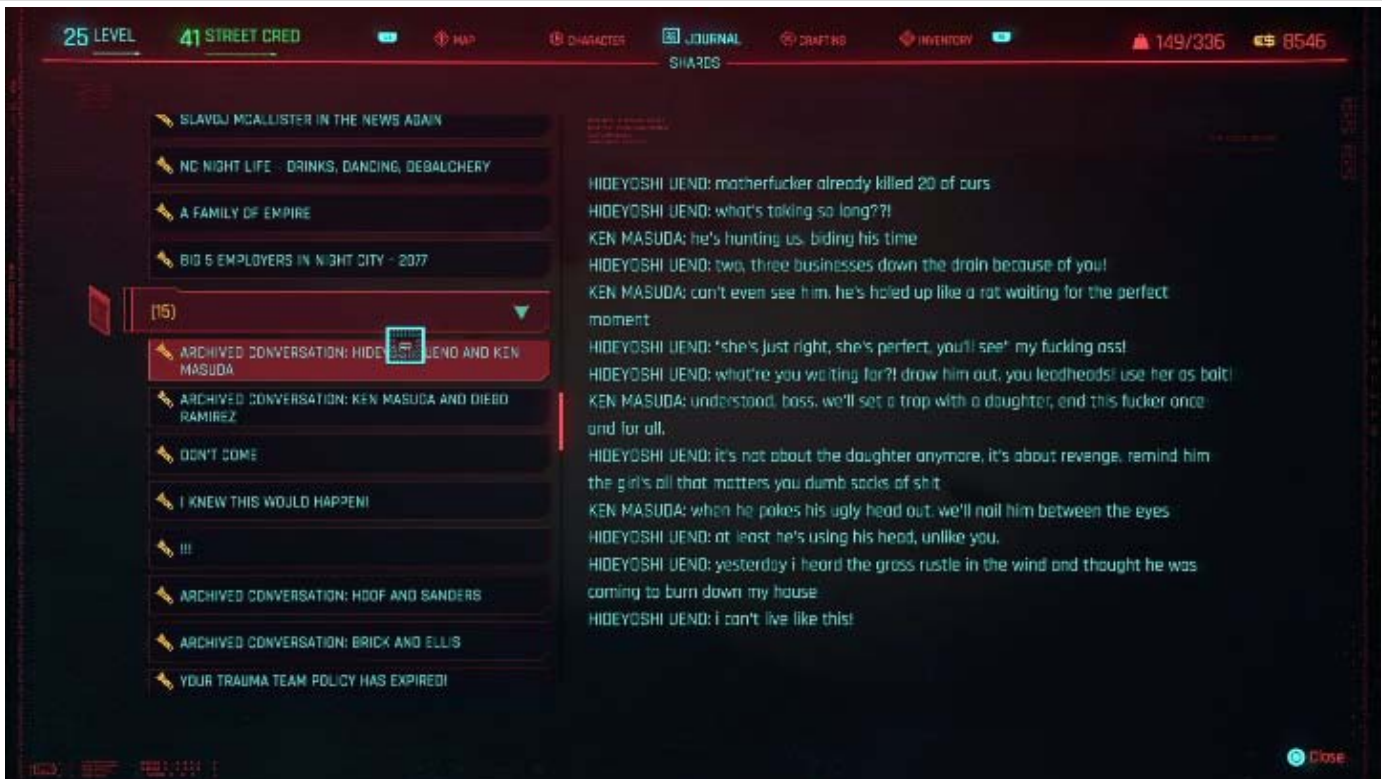 25 LEVEL
41 STREET CRED
MAP
CHARACTER
JOURNAL
CRAFTING
INVENTORY
149/336
€$ 8546
SHARDS
SLAVOJ MCALLISTER IN THE NEWS AGAIN
NC NIGHT LIFE - DRINKS, DANCING, DEBAUCHERY
A FAMILY OF EMPIRE
BIG 5 EMPLOYERS IN NIGHT CITY - 2077
(15)
ARCHIVED CONVERSATION: HIDEYOSHI UENO AND KEN
MASUDA
ARCHIVED CONVERSATION: KEN MASUDA AND DIEGO
RAMIREZ
DON'T COME
I KNEW THIS WOULD HAPPEN!
!!!
ARCHIVED CONVERSATION: HOOF AND SANDERS
ARCHIVED CONVERSATION: BRICK AND ELLIS
YOUR TRAUMA TEAM POLICY HAS EXPIRED!
HIDEYOSHI UENO: motherfucker already killed 20 of ours
HIDEYOSHI UENO: what's taking so long??!
KEN MASUDA: he's hunting us, biding his time
HIDEYOSHI UENO: two, three businesses down the drain because of you!
KEN MASUDA: can't even see him. he's holed up like a rat waiting for the perfect
moment
HIDEYOSHI UENO: "she's just right, she's perfect, you'll see" my fucking ass!
HIDEYOSHI UENO: what're you waiting for?! draw him out, you leadheads! use her as bait!
KEN MASUDA: understood, boss. we'll set a trap with a daughter, end this fucker once
and for all.
HIDEYOSHI UENO: it's not about the daughter anymore, it's about revenge. remind him
the girl's all that matters you dumb sacks of shit
KEN MASUDA: when he pokes his ugly head out, we'll nail him between the eyes
HIDEYOSHI UENO: at least he's using his head, unlike you.
HIDEYOSHI UENO: yesterday i heard the grass rustle in the wind and thought he was
coming to burn down my house
HIDEYOSHI UENO: i can't live like this!
Close